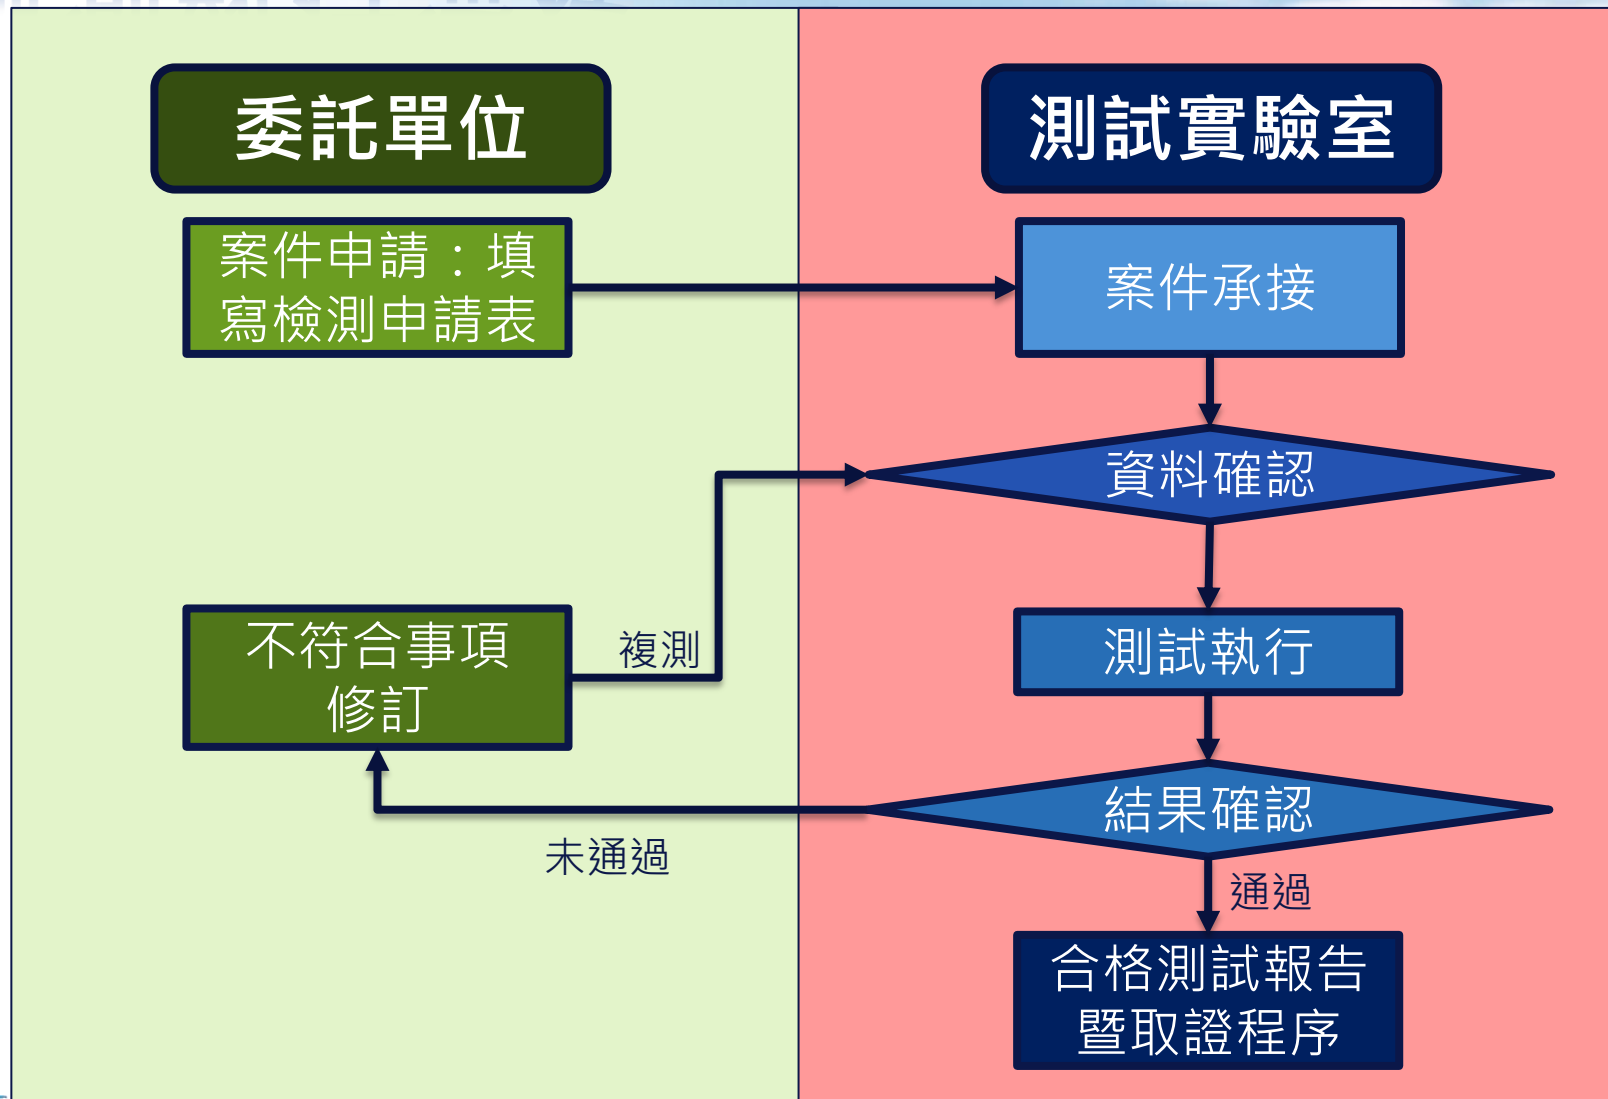 委託單位
測試實驗室
案件申請：填
寫檢測申請表
案件承接
資料確認
不符合事項
修訂
複測
測試執行
結果確認
未通過
通過
合格測試報告
暨取證程序